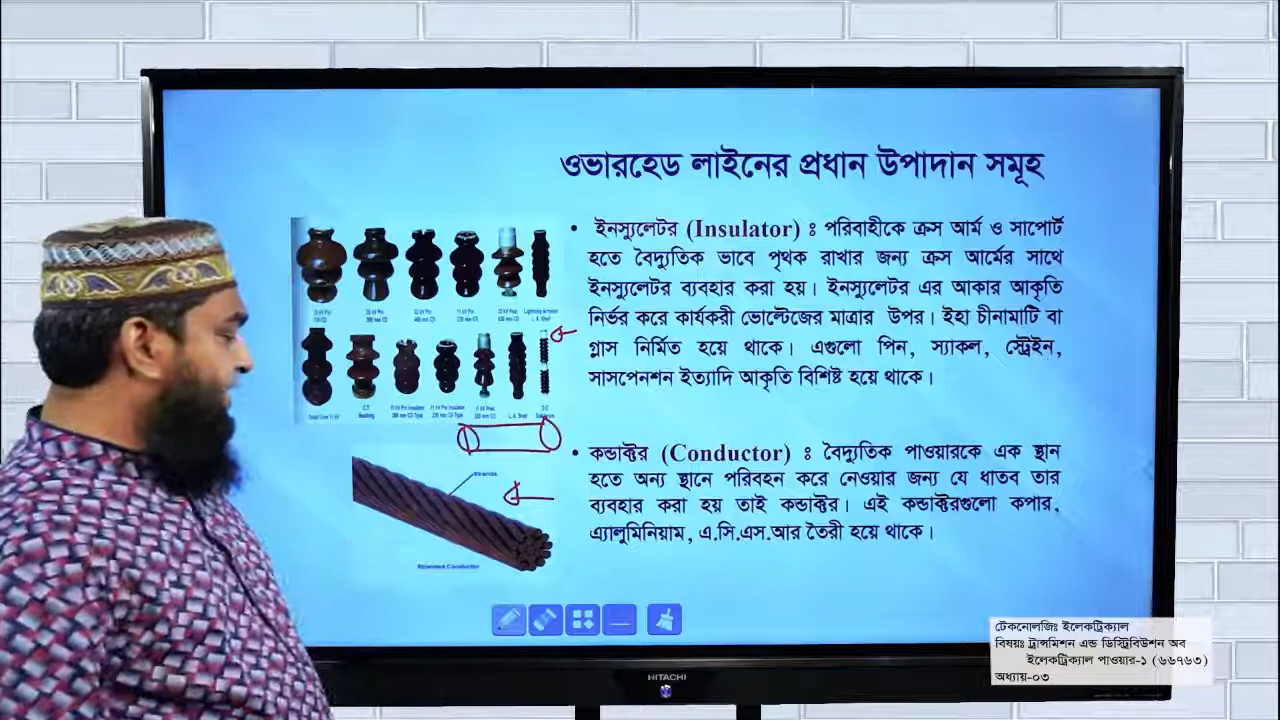 ওভারহেড লাইনের প্রধান উপাদান সমূহ
• ইনস্যুলেটর (Insulator) ঃ পরিবাহীকে ক্রস আর্ম ও সাপোর্ট
হতে বৈদ্যুতিক ভাবে পৃথক রাখার জন্য ক্রস আর্মের সাথে
ইনস্যুলেটর ব্যবহার করা হয়। ইনস্যুলেটর এর আকার আকৃতি
নির্ভর করে কার্যকরী ভোল্টেজের মাত্রার উপর। ইহা চীনামাটি বা
গ্লাস নির্মিত হয়ে থাকে। এগুলো পিন, স্যাকল, স্ট্রেইন,
সাসপেনশন ইত্যাদি আকৃতি বিশিষ্ট হয়ে থাকে।
• কন্ডাক্টর (Conductor) ঃ বৈদ্যুতিক পাওয়ারকে এক স্থান
হতে অন্য স্থানে পরিবহন করে নেওয়ার জন্য যে ধাতব তার
ব্যবহার করা হয় তাই কন্ডাক্টর। এই কন্ডাক্টরগুলো কপার,
এ্যালুমিনিয়াম, এ.সি.এস.আর তৈরী হয়ে থাকে।
Strands
Stranded Conductor
HITACHI
টেকনোলজিঃ ইলেকট্রিক্যাল
বিষয়ঃ ট্রান্সমিশন এন্ড ডিস্ট্রিবিউশন অব
ইলেকট্রিক্যাল পাওয়ার-১ (৬৬৭৬৩)
অধ্যায়-০৩